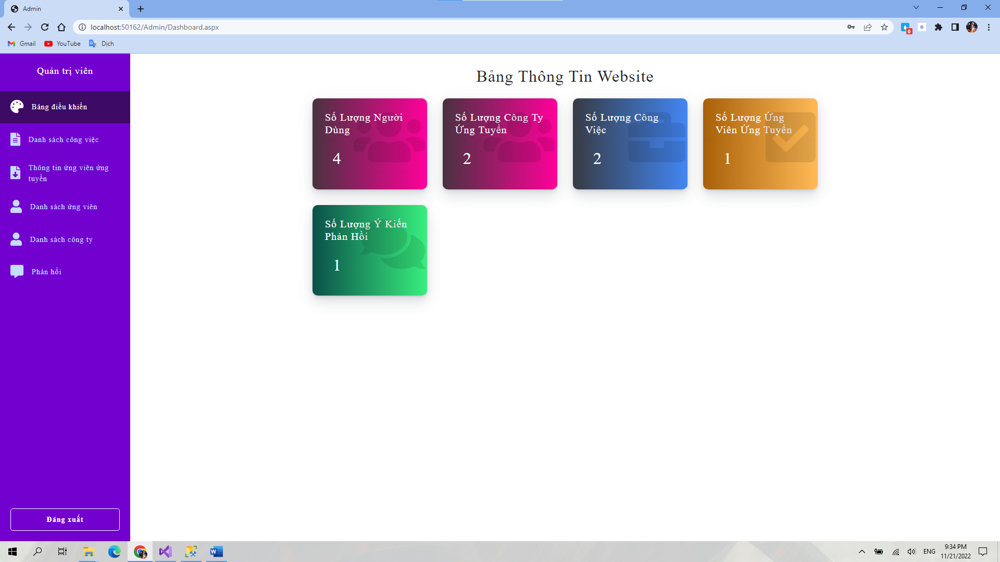 Admin
localhost:50162/Admin/Dashboard.aspx
0
B
Gmail
YouTube
Dịch
Quản trị viên
Bảng điều khiển
Danh sách công việc
Thông tin ứng viên ứng
tuyển
Danh sách ứng viên
Danh sách công ty
Phản hồi
Đăng xuất
Bảng Thông Tin Website
Số Lượng Người
Dùng
4
Số Lượng Công Ty
Ứng Tuyển
2
Số Lượng Công
Việc
2
Số Lượng Ứng
Viên Ứng Tuyển
1
Số Lượng Ý Kiến
Phản Hồi
1
ENG
9:34 PM
11/21/2022